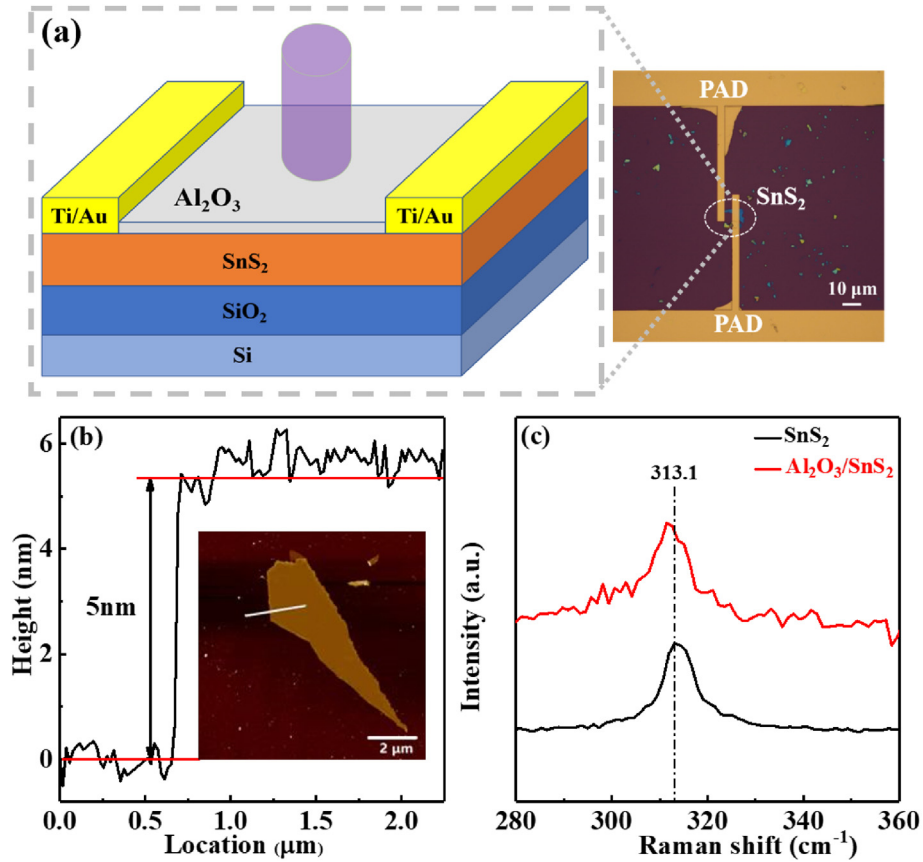 (a)
PAD
Al₂O₃
Ti/Au
Ti/Au
SnS₂
SnS₂
SiO₂
10 μm
Si
PAD
(b)
6
4
2
0
5nm
Height (nm)
2 μm
0.0 0.5 1.0 1.5 2.0
Location (μm)
(c)
SnS₂
Al₂O₃/SnS₂
313.1
Intensity (a.u.)
280 300 320 340 360
Raman shift (cm⁻¹)